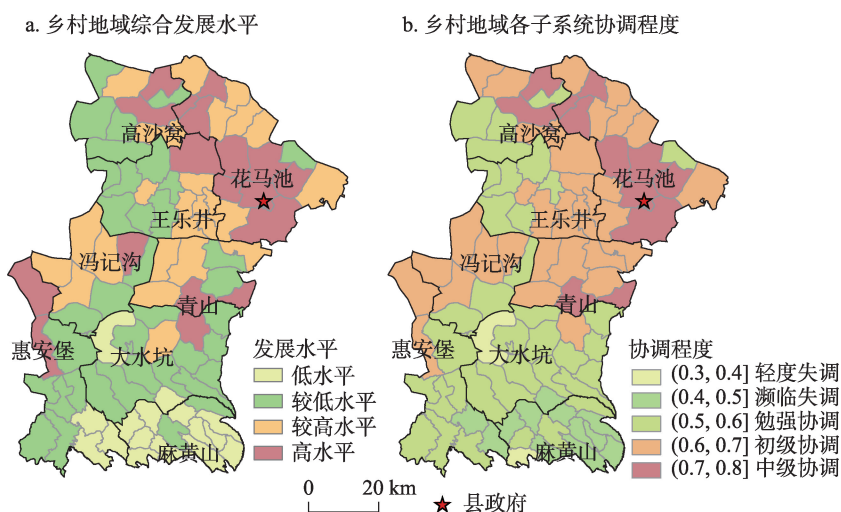 a. 乡村地域综合发展水平
b. 乡村地域各子系统协调程度
高沙窝
花马池
王乐井
冯记沟
青山
惠安堡
大水坑
麻黄山
发展水平
低水平
较低水平
较高水平
高水平
高沙窝
花马池
王乐井
冯记沟
青山
惠安堡
大水坑
麻黄山
协调程度
(0.3, 0.4] 轻度失调
(0.4, 0.5] 濒临失调
(0.5, 0.6] 勉强协调
(0.6, 0.7] 初级协调
(0.7, 0.8] 中级协调
0 20 km
县政府